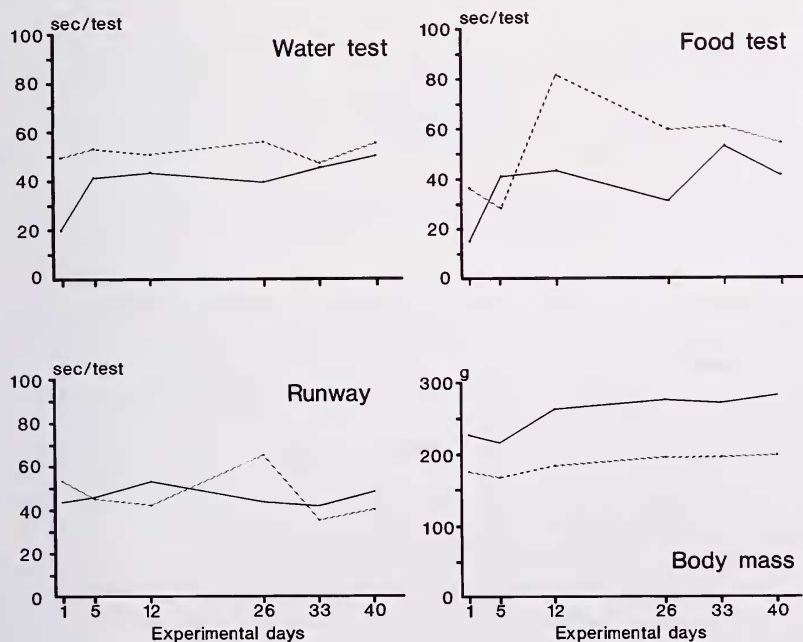 sec/test
Water test
100
80
60
40
20
0
sec/test
Food test
100
80
60
40
20
0
sec/test
Runway
100
80
60
40
20
0
1 5 12 26 33 40
Experimental days
g
300
200
150
100
0
Body mass
1 5 12 26 33 40
Experimental days